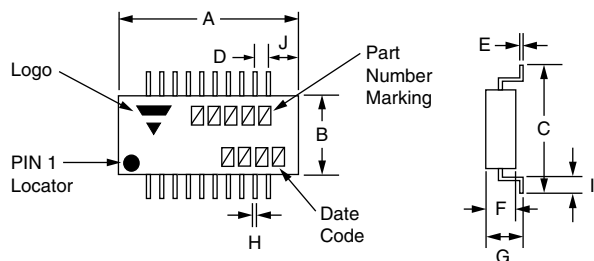 A
D
J
E
Logo
Part
Number
Marking
B
C
PIN 1
Locator
I
F
Date
Code
H
G